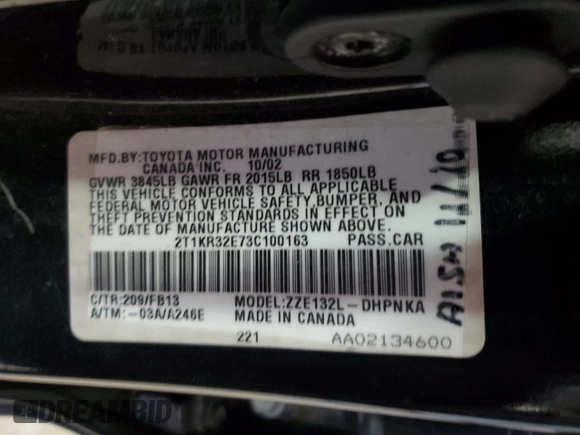 MFD.BY:TOYOTA MOTOR MANUFACTURING
CANADA INC. 10/02
GVWR 3845LB GAWR FR 2015LB RR 1850LB
THIS VEHICLE CONFORMS TO ALL APPLICABLE
FEDERAL MOTOR VEHICLE SAFETY,BUMPER,AND
THEFT PREVENTION STANDARDS IN EFFECT ON
THE DATE OF MANUFACTURE SHOWN ABOVE.
2T1KR32E73C100163 PASS.CAR
C/TR:209/FB13 MODEL:ZZE132L-DHPNKA
A/TM:-03A/A246E MADE IN CANADA
221 AA02134600
DREAMBID